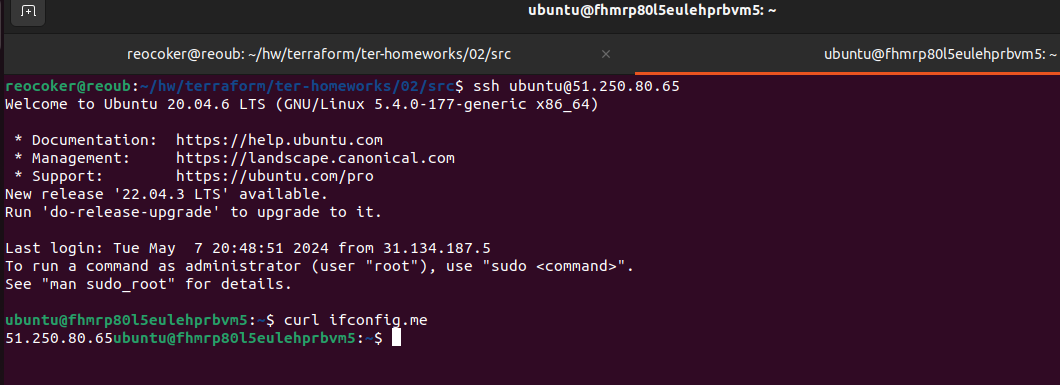 ubuntu@fhmrp80l5eulehprbvm5: ~
reocoker@reoub: ~/hw/terraform/ter-homeworks/02/src × ubuntu@fhmrp80l5eulehprbvm5: ~
reocoker@reoub:~/hw/terraform/ter-homeworks/02/src$ ssh ubuntu@51.250.80.65
Welcome to Ubuntu 20.04.6 LTS (GNU/Linux 5.4.0-177-generic x86_64)
* Documentation:  https://help.ubuntu.com
* Management:     https://landscape.canonical.com
* Support:        https://ubuntu.com/pro
New release '22.04.3 LTS' available.
Run 'do-release-upgrade' to upgrade to it.
Last login: Tue May  7 20:48:51 2024 from 31.134.187.5
To run a command as administrator (user "root"), use "sudo <command>".
See "man sudo_root" for details.
ubuntu@fhmrp80l5eulehprbvm5:~$ curl ifconfig.me
51.250.80.65ubuntu@fhmrp80l5eulehprbvm5:~$